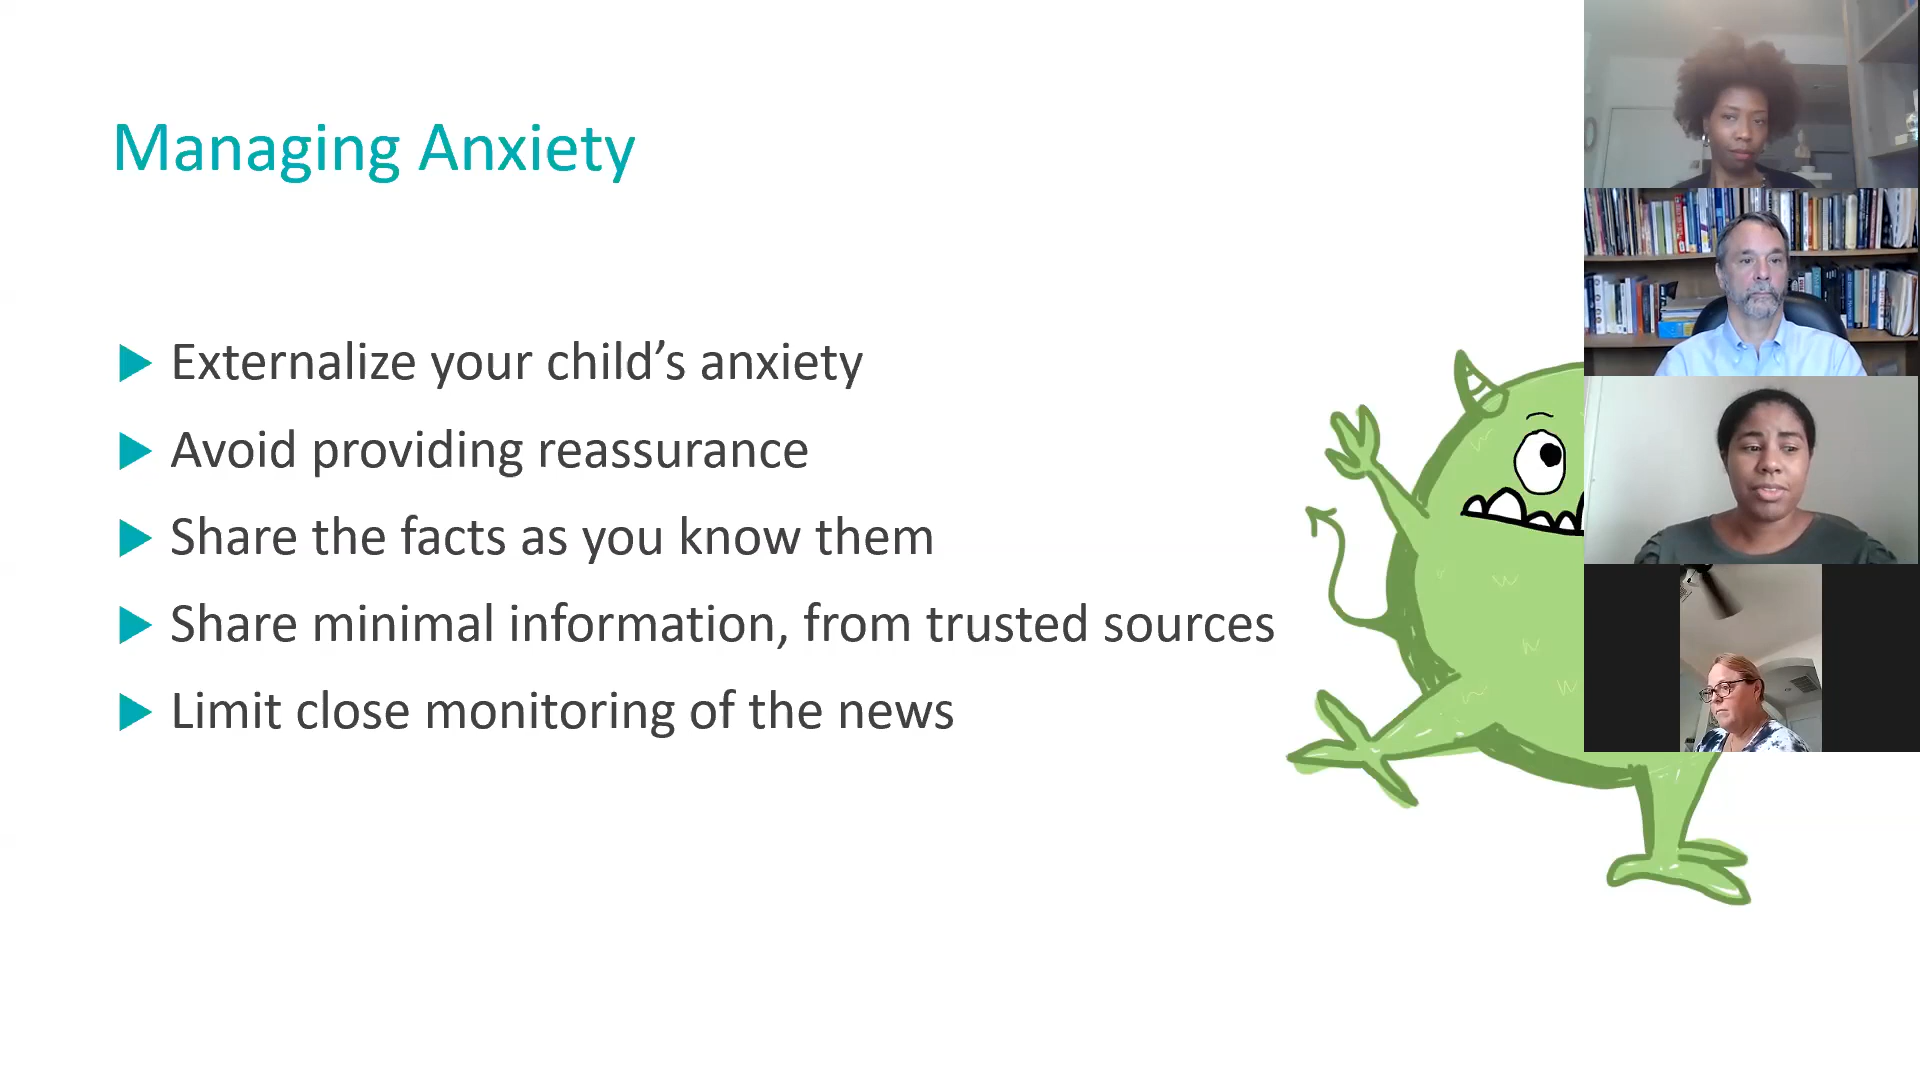 Managing Anxiety
Externalize your child’s anxiety
Avoid providing reassurance
Share the facts as you know them
Share minimal information, from trusted sources
Limit close monitoring of the news